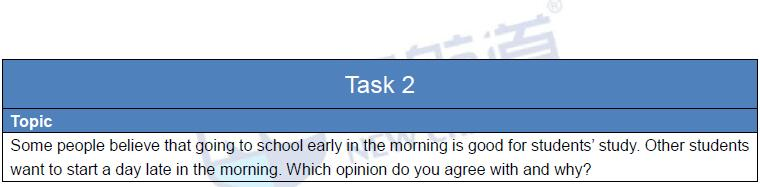 Task 2
Topic
Some people believe that going to school early in the morning is good for students' study. Other students
want to start a day late in the morning. Which opinion do you agree with and why?